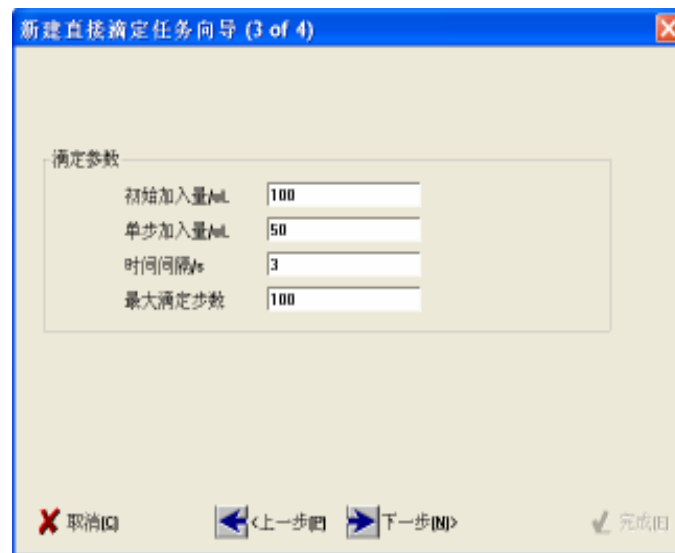 新建直接滴定任务向导 (3 of 4)
滴定参数
初始加入量/uL 100
单步加入量/uL 50
时间间隔/s 3
最大滴定步数 100
取消[C] <上一步[P] 下一步[N]> 完成[F]